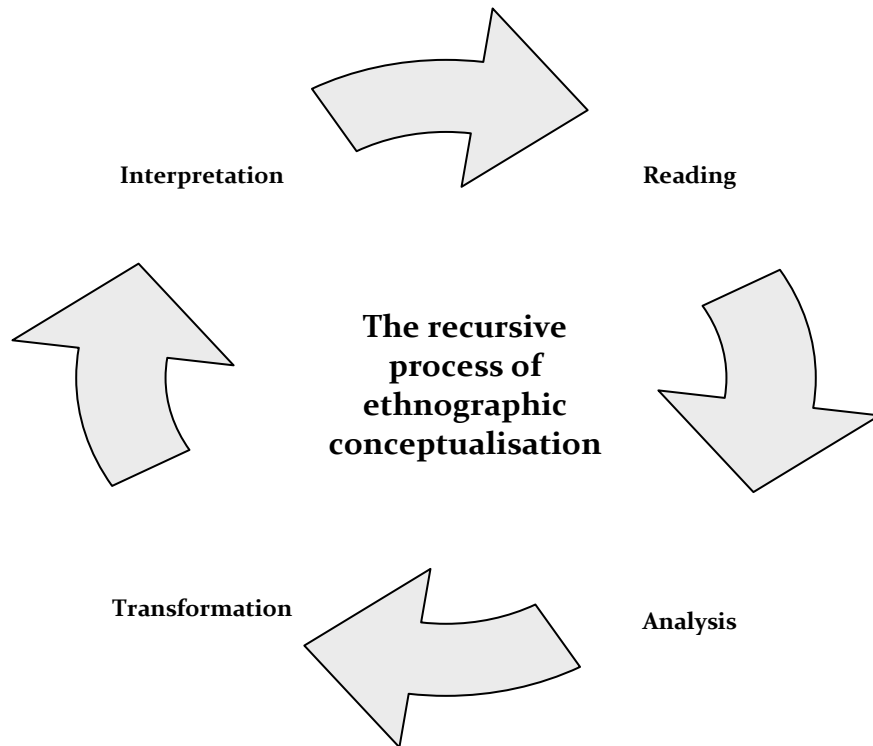 Interpretation
Reading
The recursive
process of
ethnographic
conceptualisation
Transformation
Analysis